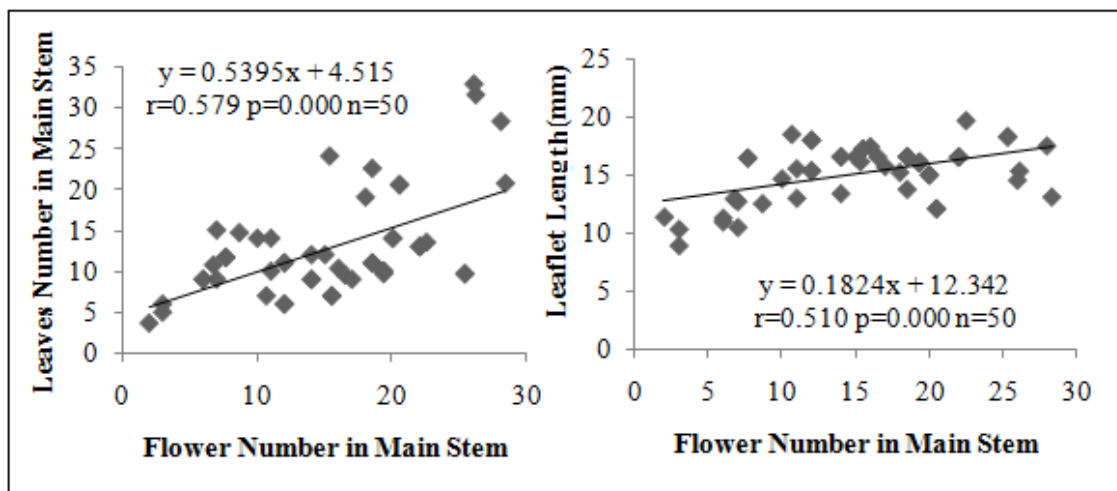 Leaves Number in Main Stem
35
30
25
20
15
10
5
0
y = 0.5395x + 4.515
r=0.579 p=0.000 n=50
0 10 20 30
Flower Number in Main Stem
Leaflet Length(mm)
25
20
15
10
5
0
y = 0.1824x + 12.342
r=0.510 p=0.000 n=50
0 5 10 15 20 25 30
Flower Number in Main Stem